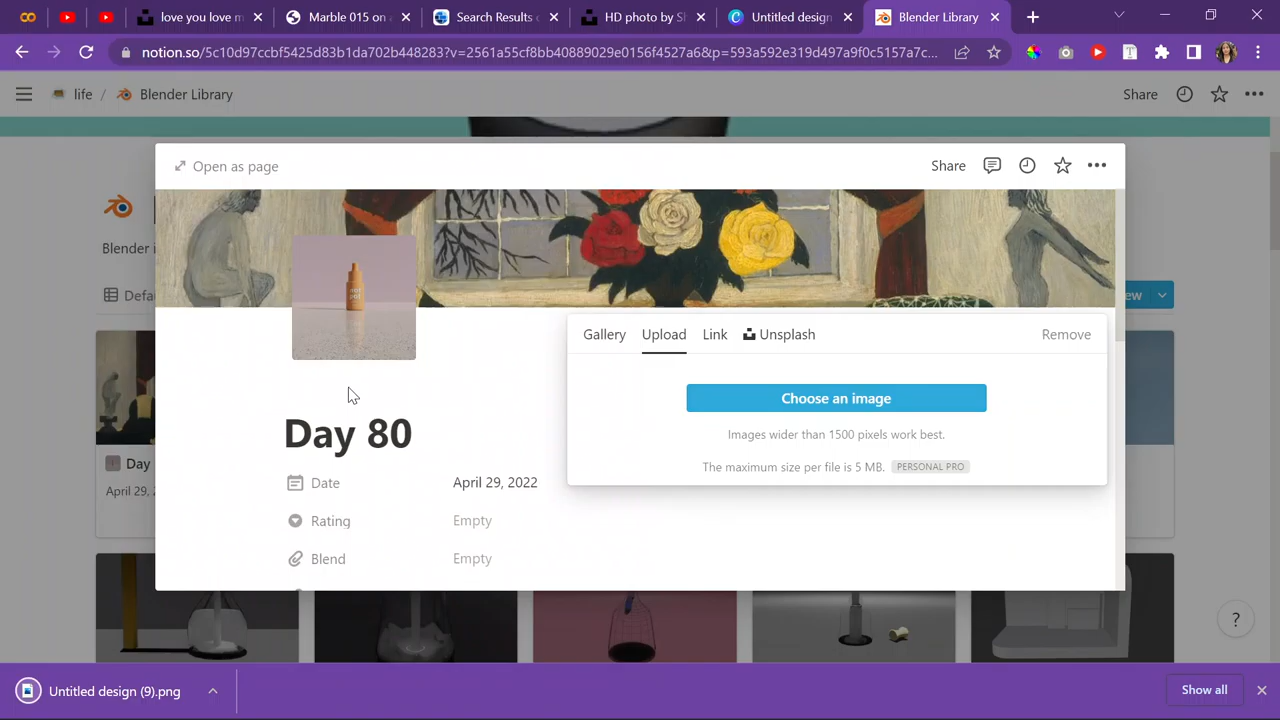 love you love m
Marble 015 on a
Search Results o
HD photo by Sh
Untitled design
Blender Library
notion.so/5c10d97ccbf5425d83b1da702b448283?v=2561a55cf8bb40889029e0156f4527a6&p=593a592e319d497a9f0c5157a7c...
life / Blender Library
Share
Open as page
Share
Blender i
Defau
ew
Gallery Upload Link Unsplash Remove
Choose an image
Images wider than 1500 pixels work best.
The maximum size per file is 5 MB. PERSONAL PRO
Day 80
Date April 29, 2022
Rating Empty
Blend Empty
Day
April 29,
?
Untitled design (9).png
Show all